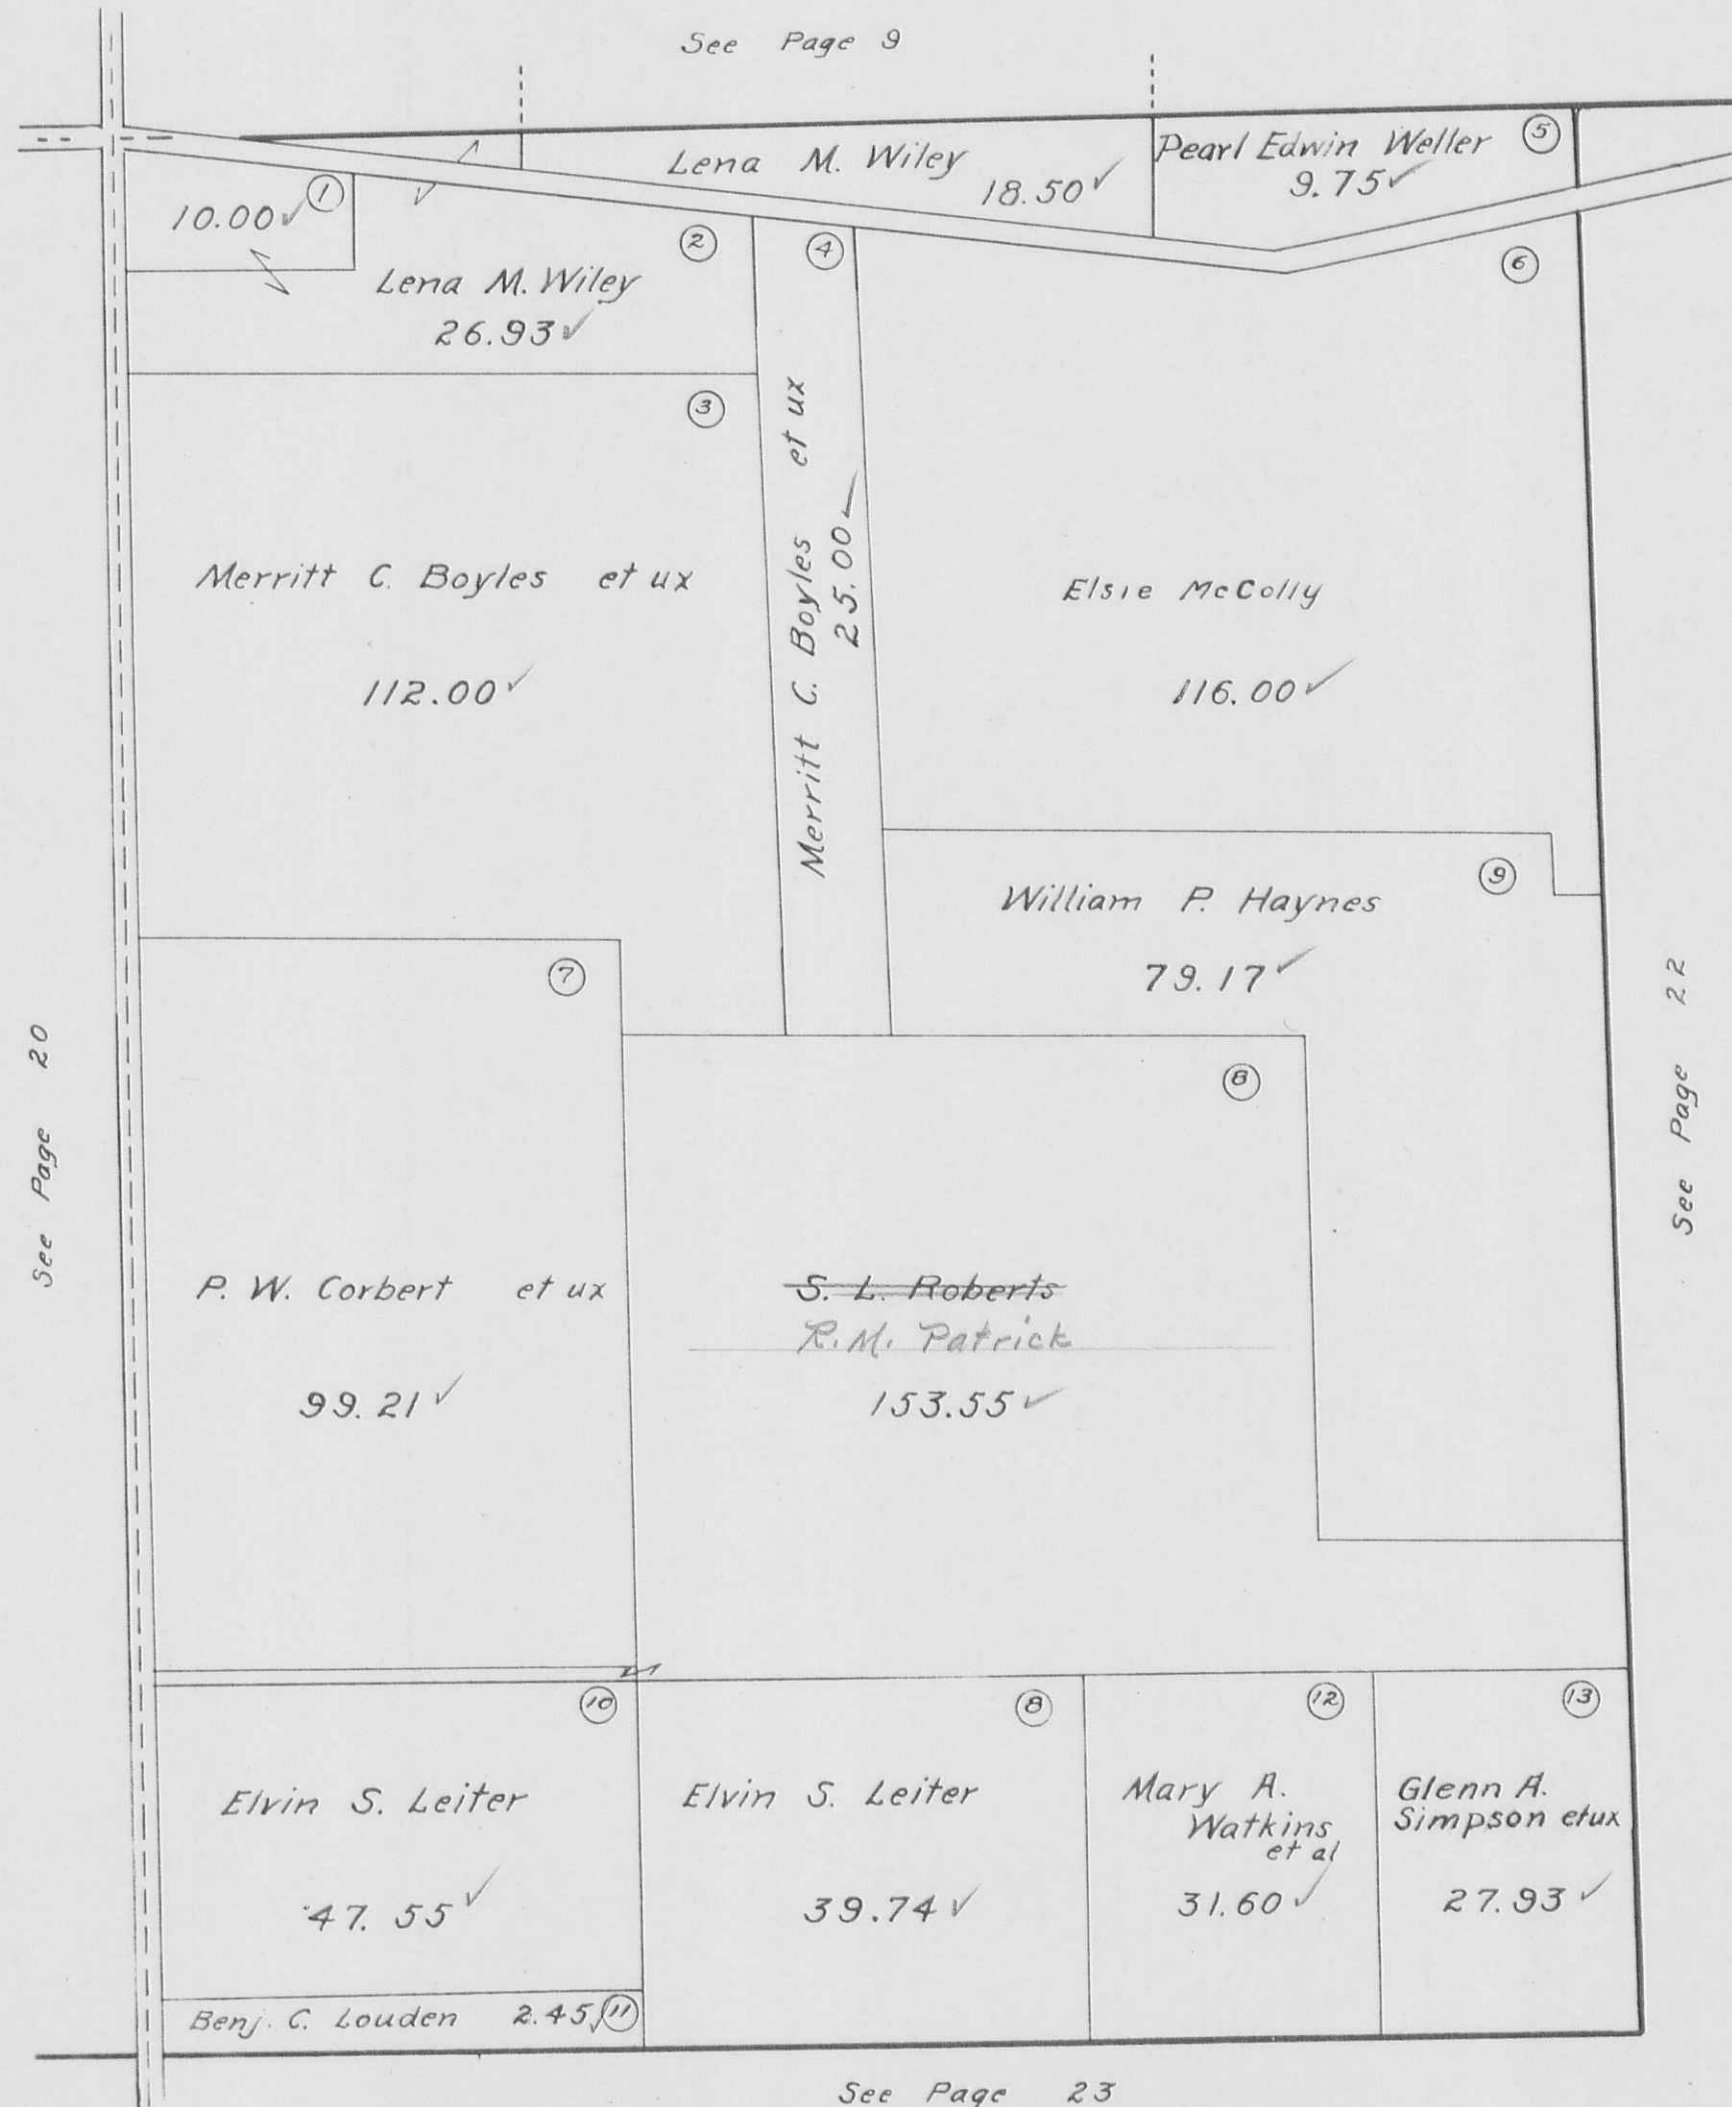 See Page 9
Lena M. Wiley
18.50✓
Pearl Edwin Weller
9.75✓
5
10.00✓
1
2
Lena M. Wiley
26.93✓
4
6
3
Merritt C. Boyles et ux
112.00✓
Merritt C. Boyles et ux
25.00✓
Elsie McColly
116.00✓
9
William P. Haynes
79.17✓
7
8
See Page 20
See Page 22
P. W. Corbert et ux
99.21✓
S. L. Roberts
R. M. Patrick
153.55✓
10
8
12
13
Elvin S. Leiter
47.55✓
Elvin S. Leiter
39.74✓
Mary A.
Watkins
et al
31.60✓
Glenn A.
Simpson et ux
27.93✓
Benj. C. Louden 2.45✓ 11
See Page 23